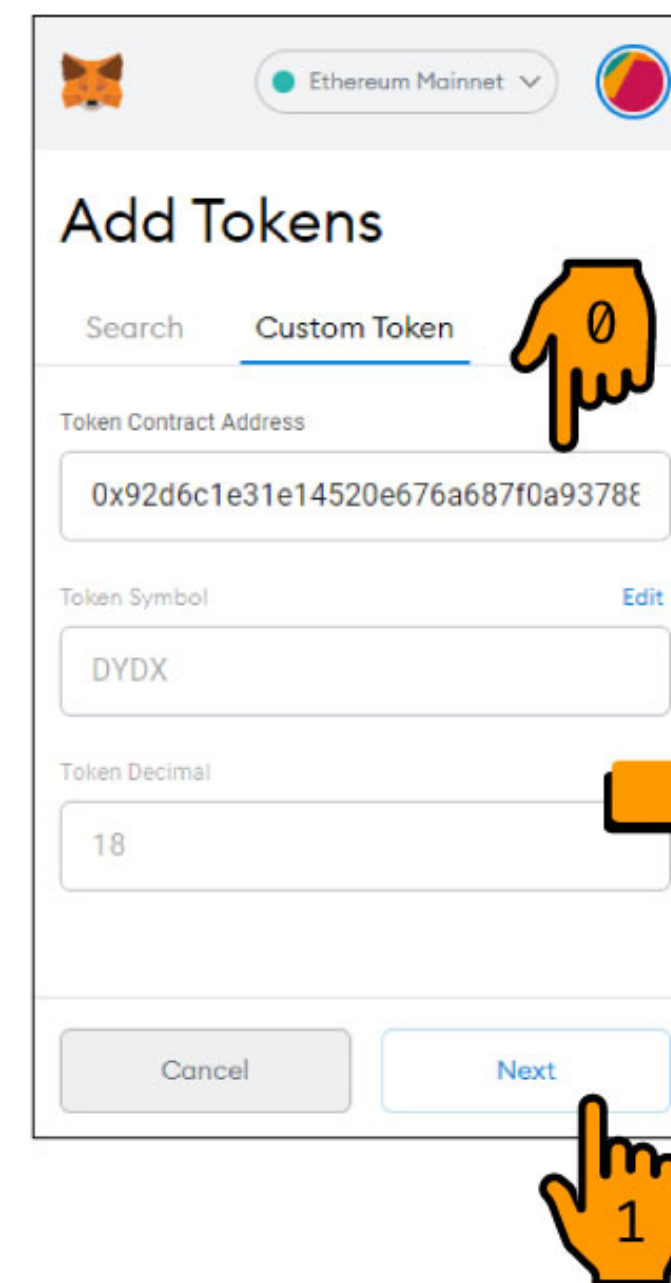 Ethereum Mainnet
Add Tokens
Search Custom Token
0
Token Contract Address
0x92d6c1e31e14520e676a687f0a93788
Token Symbol Edit
DYDX
Token Decimal
18
Cancel Next
1